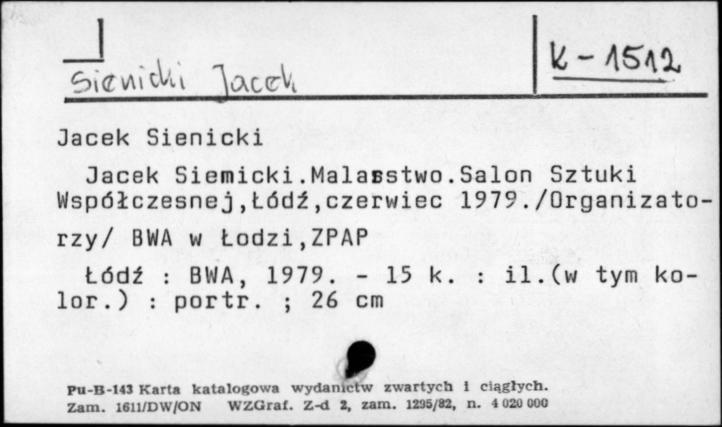 Sienicki Jacek
K-1512
Jacek Sienicki
Jacek Siemicki.Malarstwo.Salon Sztuki
Współczesnej,Łódź,czerwiec 1979./Organizato-
rzy/ BWA w Łodzi,ZPAP
Łódź : BWA, 1979. - 15 k. : il.(w tym ko-
lor.) : portr. ; 26 cm
Pu-B-143 Karta katalogowa wydanictw zwartych i ciągłych.
Zam. 1611/DW/ON WZGraf. Z-d 2, zam. 1295/82, n. 4 020 000